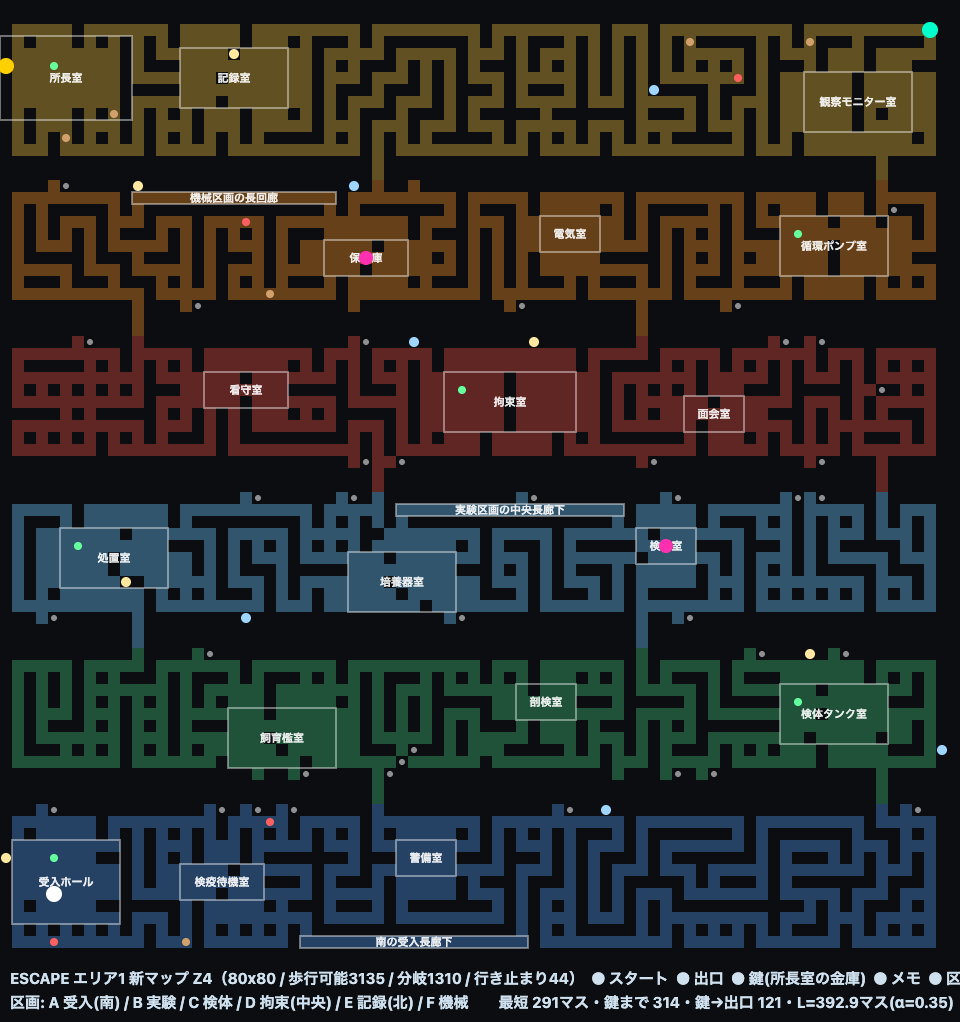 所長室
記録室
観察モニター室
機械区画の長回廊
電気室
循環ポンプ室
看守室
拘束室
面会室
実験区画の中央長廊下
処置室
培養器室
剖検室
検体タンク室
飼育檻室
警備室
受入ホール
検疫待機室
南の受入長廊下
ESCAPE エリア1 新マップ Z4（80x80 / 歩行可能3135 / 分岐1310 / 行き止まり44） ●スタート ●出口 ●鍵(所長室の金庫) ●メモ ●区
区画: A 受入(南) / B 実験 / C 検体 / D 拘束(中央) / E 記録(北) / F 機械 最短 291マス・鍵まで 314・鍵→出口 121・L=392.9マス(α=0.35)